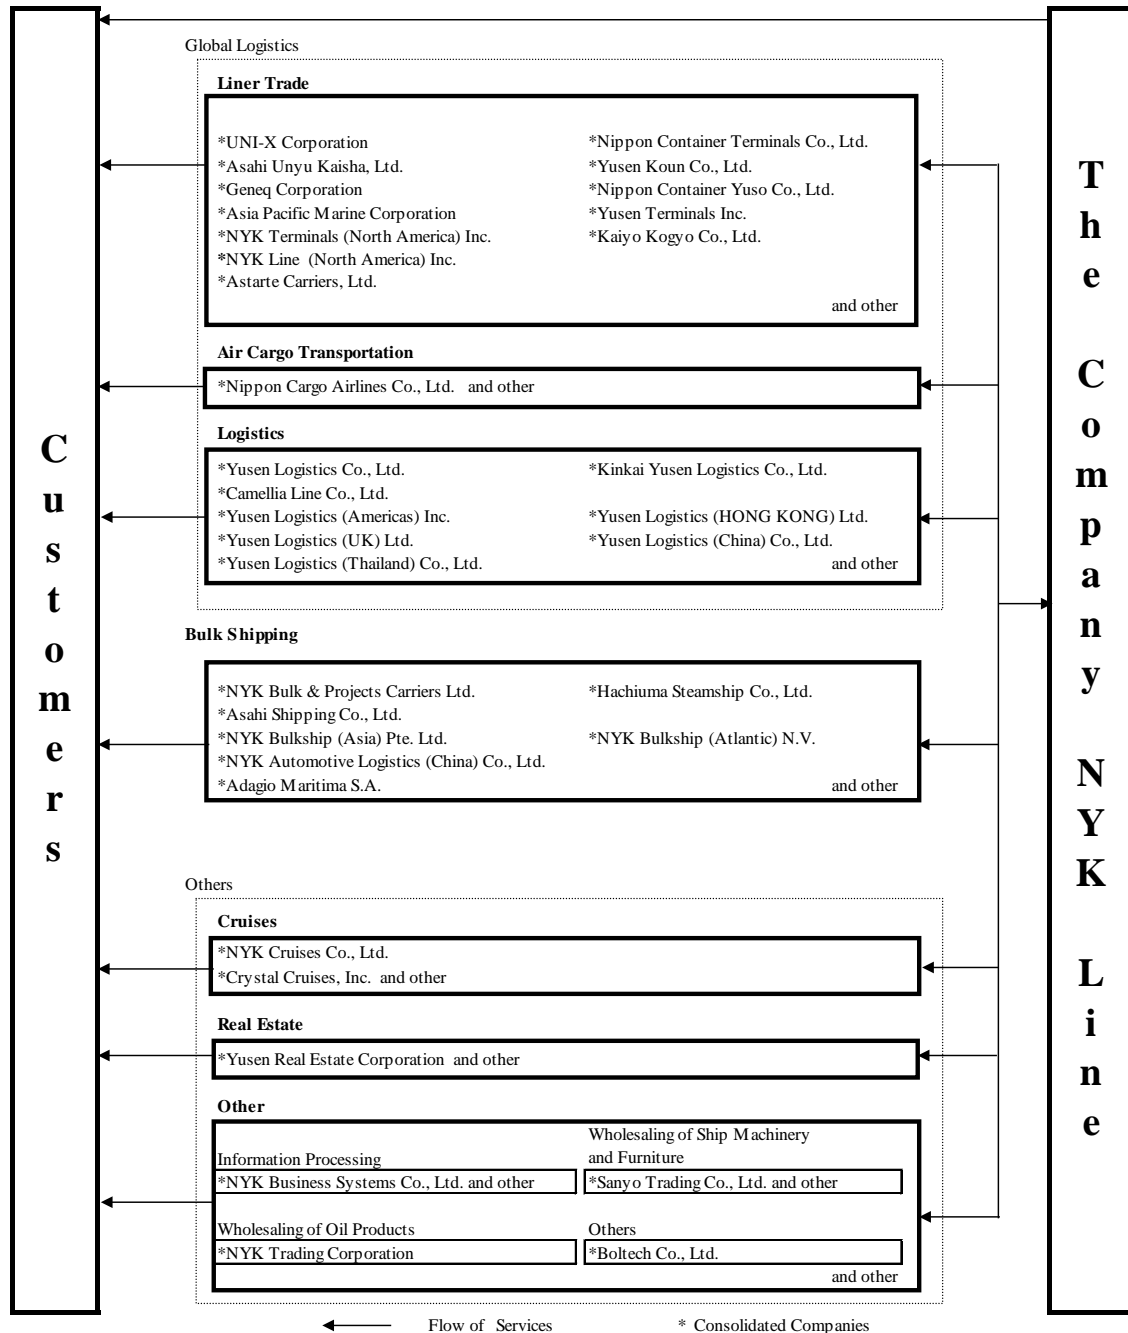 Customers
Global Logistics
Liner Trade
*UNI-X Corporation
*Nippon Container Terminals Co., Ltd.
*Asahi Unyu Kaisha, Ltd.
*Yusen Koun Co., Ltd.
*Geneq Corporation
*Nippon Container Yuso Co., Ltd.
*Asia Pacific Marine Corporation
*Yusen Terminals Inc.
*NYK Terminals (North America) Inc.
*Kaiyo Kogyo Co., Ltd.
*NYK Line (North America) Inc.
*Astarte Carriers, Ltd.
and other
Air Cargo Transportation
*Nippon Cargo Airlines Co., Ltd. and other
Logistics
*Yusen Logistics Co., Ltd.
*Kinkai Yusen Logistics Co., Ltd.
*Camellia Line Co., Ltd.
*Yusen Logistics (Americas) Inc.
*Yusen Logistics (HONG KONG) Ltd.
*Yusen Logistics (UK) Ltd.
*Yusen Logistics (China) Co., Ltd.
*Yusen Logistics (Thailand) Co., Ltd.
and other
Bulk Shipping
*NYK Bulk & Projects Carriers Ltd.
*Hachiuma Steamship Co., Ltd.
*Asahi Shipping Co., Ltd.
*NYK Bulkship (Asia) Pte. Ltd.
*NYK Bulkship (Atlantic) N.V.
*NYK Automotive Logistics (China) Co., Ltd.
*Adagio Maritima S.A.
and other
Others
Cruises
*NYK Cruises Co., Ltd.
*Crystal Cruises, Inc. and other
Real Estate
*Yusen Real Estate Corporation and other
Other
Information Processing
*NYK Business Systems Co., Ltd. and other
Wholesaling of Ship Machinery
and Furniture
*Sanyo Trading Co., Ltd. and other
Wholesaling of Oil Products
*NYK Trading Corporation
Others
*Boltech Co., Ltd.
and other
The Company NYK Line
Flow of Services
* Consolidated Companies